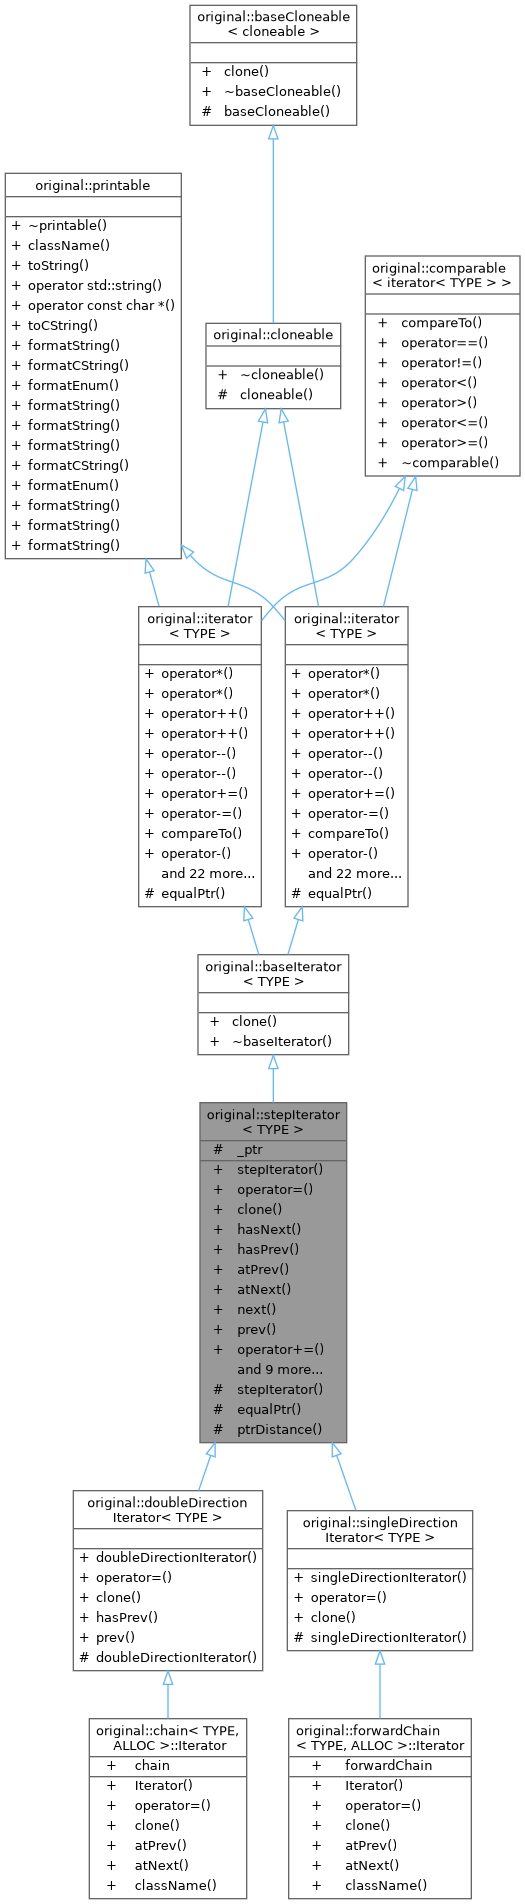 original::baseCloneable
< cloneable >
+ clone()
+ ~baseCloneable()
# baseCloneable()
original::printable
+ ~printable()
+ className()
+ toString()
+ operator std::string()
+ operator const char *()
+ toCString()
+ formatString()
+ formatCString()
+ formatEnum()
+ formatString()
+ formatString()
+ formatString()
+ formatCString()
+ formatEnum()
+ formatString()
+ formatString()
+ formatString()
original::comparable
< iterator< TYPE > >
+ compareTo()
+ operator==()
+ operator!=()
+ operator<()
+ operator>()
+ operator<=()
+ operator>=()
+ ~comparable()
original::cloneable
+ ~cloneable()
# cloneable()
original::iterator
< TYPE >
+ operator*()
+ operator*()
+ operator++()
+ operator++()
+ operator--()
+ operator--()
+ operator+=()
+ operator-=()
+ compareTo()
+ operator-()
and 22 more...
# equalPtr()
original::iterator
< TYPE >
+ operator*()
+ operator*()
+ operator++()
+ operator++()
+ operator--()
+ operator--()
+ operator+=()
+ operator-=()
+ compareTo()
+ operator-()
and 22 more...
# equalPtr()
original::baseIterator
< TYPE >
+ clone()
+ ~baseIterator()
original::stepIterator
< TYPE >
# _ptr
+ stepIterator()
+ operator=()
+ clone()
+ hasNext()
+ hasPrev()
+ atPrev()
+ atNext()
+ next()
+ prev()
+ operator+=()
and 9 more...
# stepIterator()
# equalPtr()
# ptrDistance()
original::doubleDirection
Iterator< TYPE >
+ doubleDirectionIterator()
+ operator=()
+ clone()
+ hasPrev()
+ prev()
# doubleDirectionIterator()
original::singleDirection
Iterator< TYPE >
+ singleDirectionIterator()
+ operator=()
+ clone()
# singleDirectionIterator()
original::chain< TYPE,
ALLOC >::Iterator
+ chain
+ Iterator()
+ operator=()
+ clone()
+ atPrev()
+ atNext()
+ className()
original::forwardChain
< TYPE, ALLOC >::Iterator
+ forwardChain
+ Iterator()
+ operator=()
+ clone()
+ atPrev()
+ atNext()
+ className()